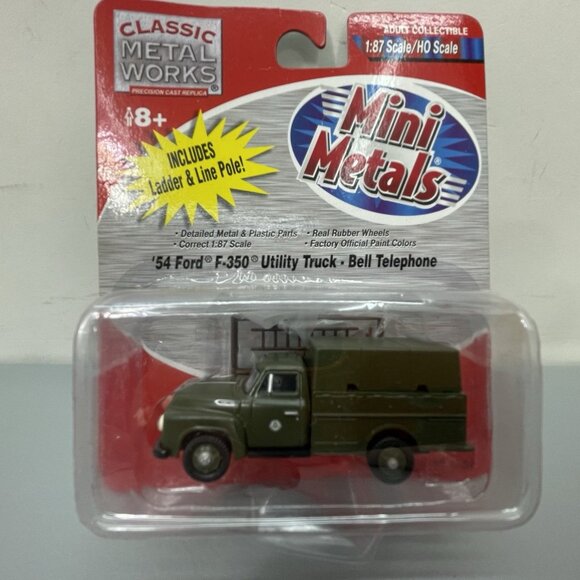 CLASSIC
METAL
WORKS®
PRECISION CAST REPLICA
8+
INCLUDES
Ladder & Line Pole!
ADULT COLLECTIBLE
1:87 Scale/HO Scale
Mini
Metals®
• Detailed Metal & Plastic Parts • Real Rubber Wheels
• Correct 1:87 Scale • Factory Official Paint Colors
'54 Ford® F-350® Utility Truck - Bell Telephone